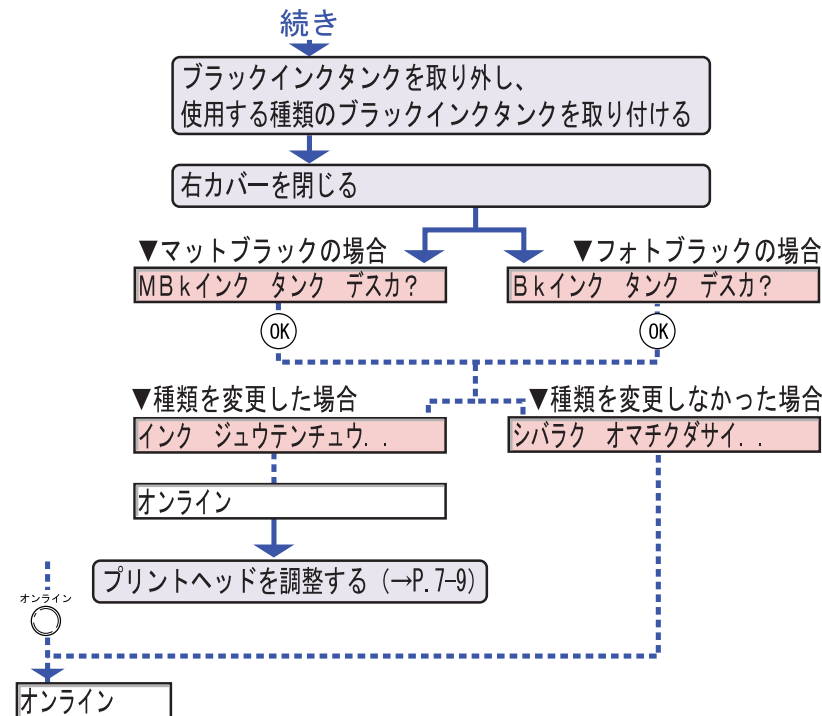 続き
ブラックインクタンクを取り外し、
使用する種類のブラックインクタンクを取り付ける
右カバーを閉じる
▼マットブラックの場合
▼フォトブラックの場合
MBkインク タンク デスカ?
Bkインク タンク デスカ?
OK
OK
▼種類を変更した場合
▼種類を変更しなかった場合
インク ジュウテンチュウ. .
シバラク オマチクダサイ. .
オンライン
プリントヘッドを調整する (→P. 7-9)
オンライン
オンライン